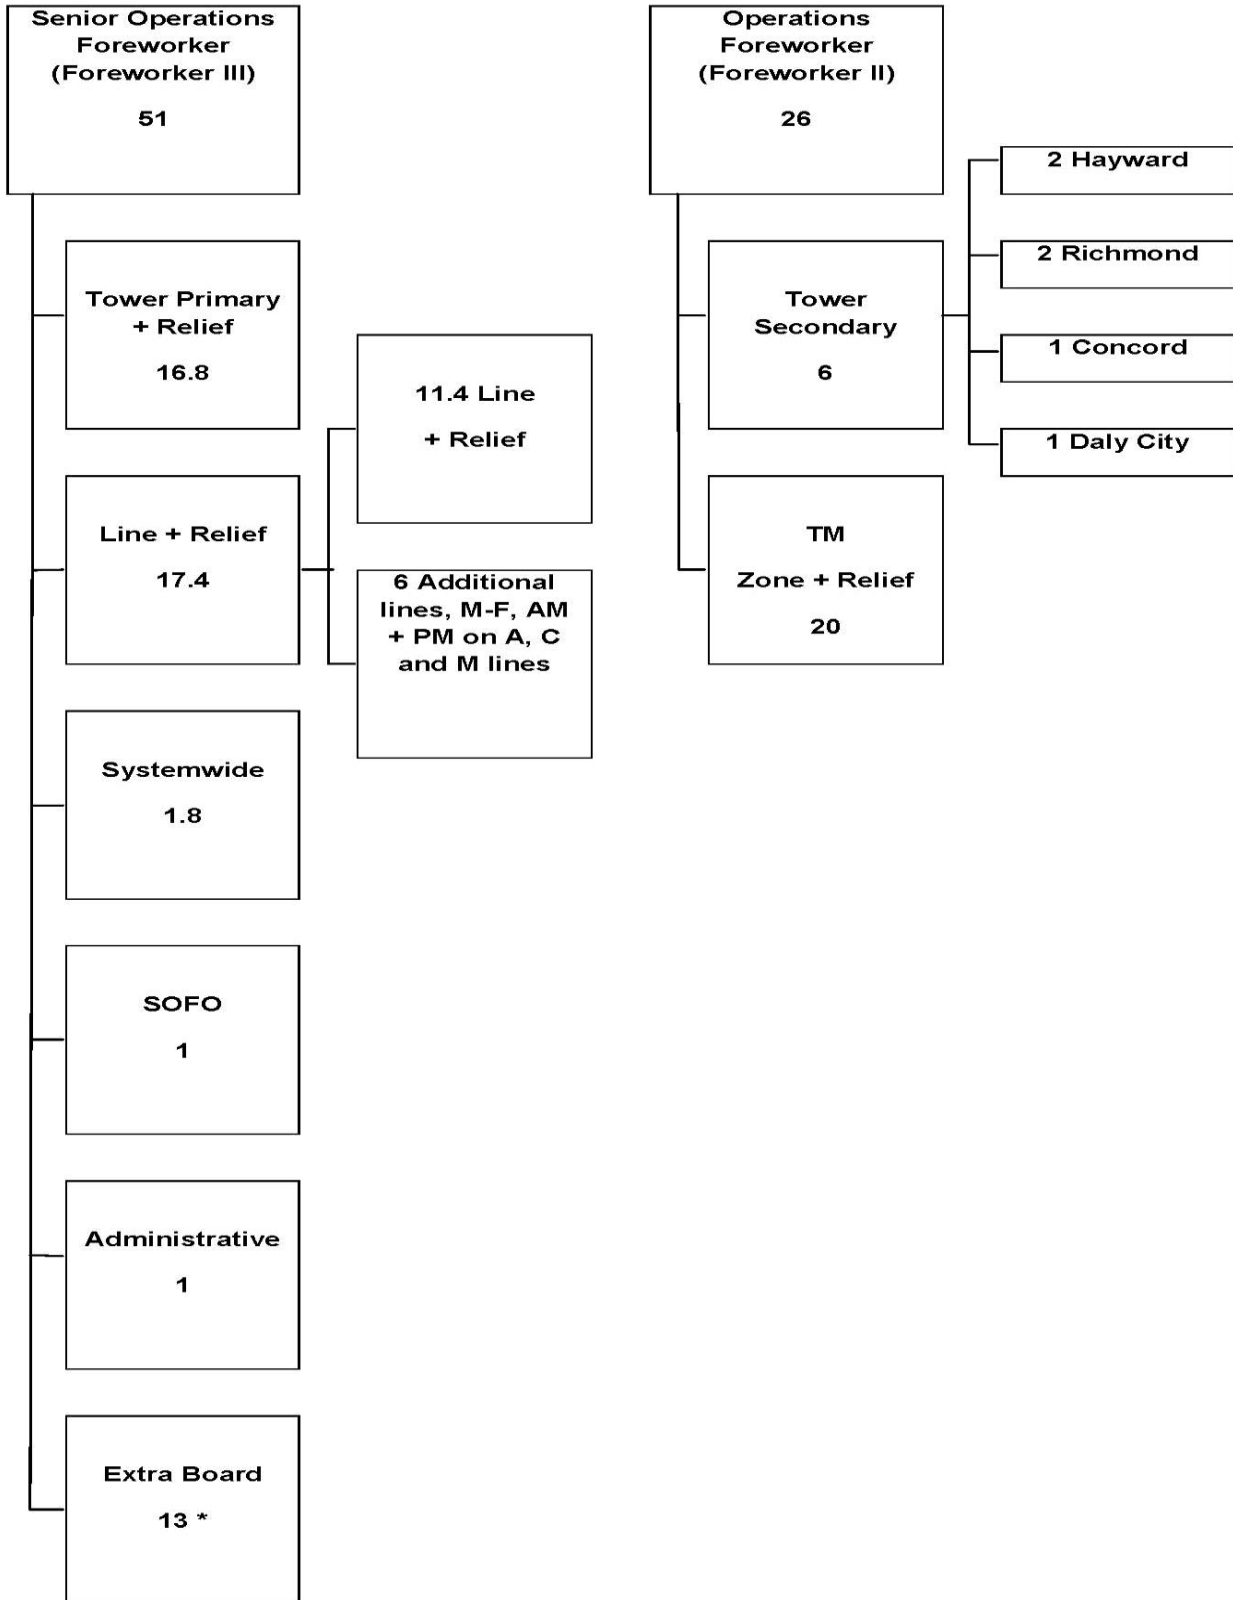 Senior Operations
Foreworker
(Foreworker III)
51
Tower Primary
+ Relief
16.8
Line + Relief
17.4
11.4 Line
+ Relief
6 Additional
lines, M-F, AM
+ PM on A, C
and M lines
Systemwide
1.8
SOFO
1
Administrative
1
Extra Board
13 *
Operations
Foreworker
(Foreworker II)
26
Tower
Secondary
6
2 Hayward
2 Richmond
1 Concord
1 Daly City
TM
Zone + Relief
20